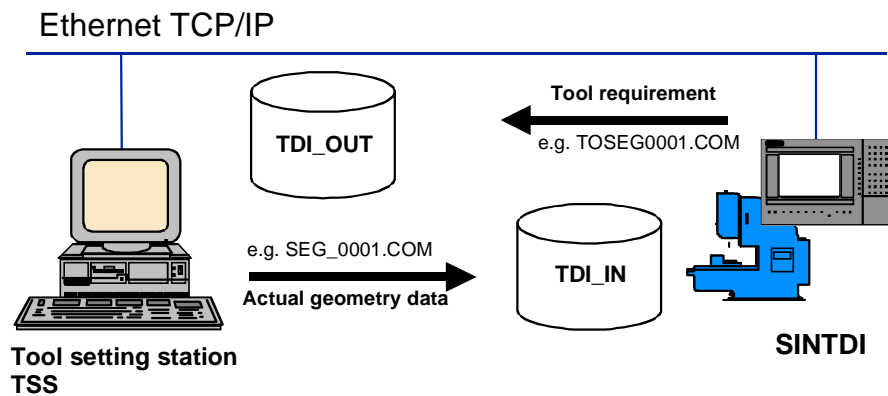 Ethernet TCP/IP
TDI_OUT
Tool requirement
e.g. TOSEG0001.COM
e.g. SEG_0001.COM
Actual geometry data
TDI_IN
Tool setting station
TSS
SINTDI